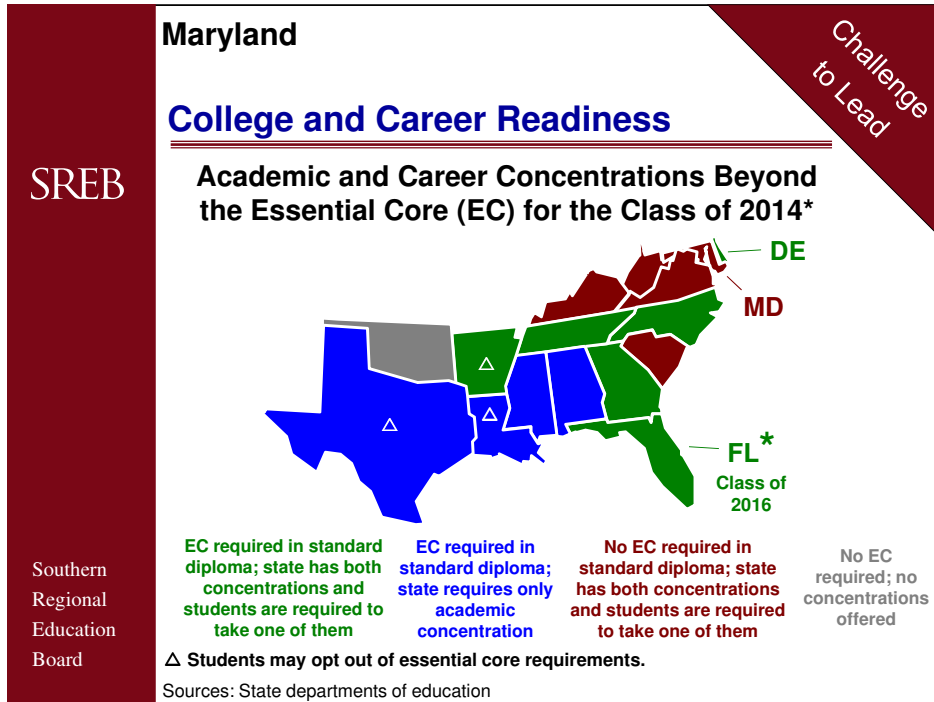 Maryland
Challenge
to Lead
College and Career Readiness
SREB
Academic and Career Concentrations Beyond
the Essential Core (EC) for the Class of 2014*
DE
MD
FL*
Class of
2016
EC required in standard
diploma; state has both
concentrations and
students are required to
take one of them
EC required in
standard diploma;
state requires only
academic
concentration
No EC required in
standard diploma; state
has both concentrations
and students are required
to take one of them
No EC
required; no
concentrations
offered
Southern
Regional
Education
Board
△ Students may opt out of essential core requirements.
Sources: State departments of education